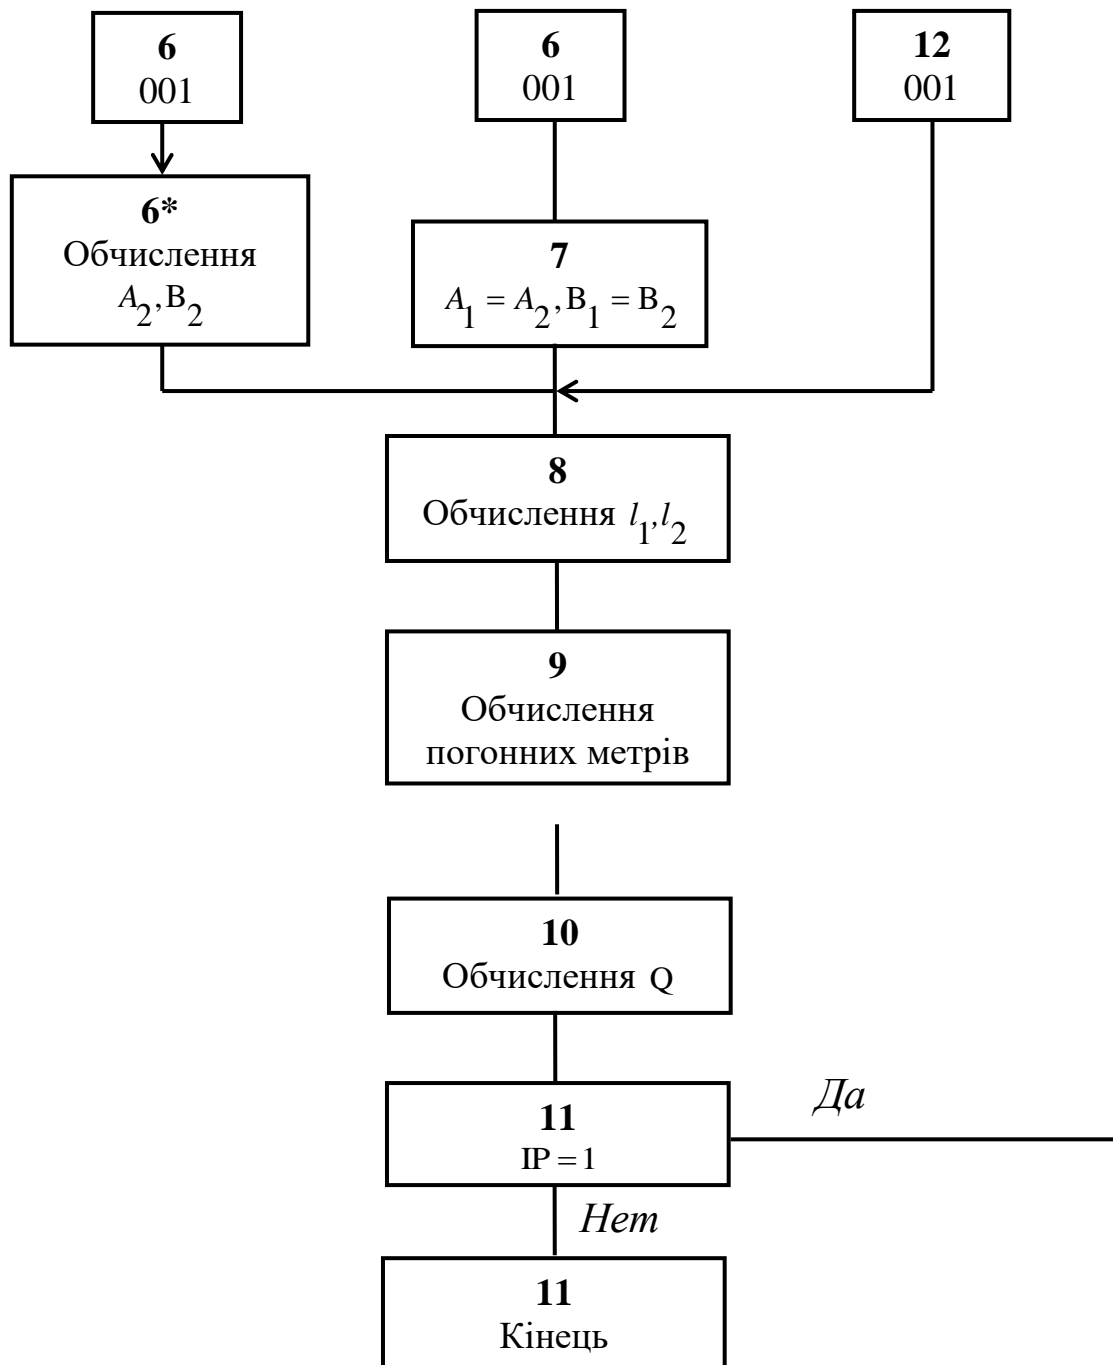 6
001
6
001
12
001
6*
Обчислення
A₂, B₂
7
A₁ = A₂, B₁ = B₂
8
Обчислення l₁, l₂
9
Обчислення
погонних метрів
10
Обчислення Q
11
IP = 1
Да
Нет
11
Кінець